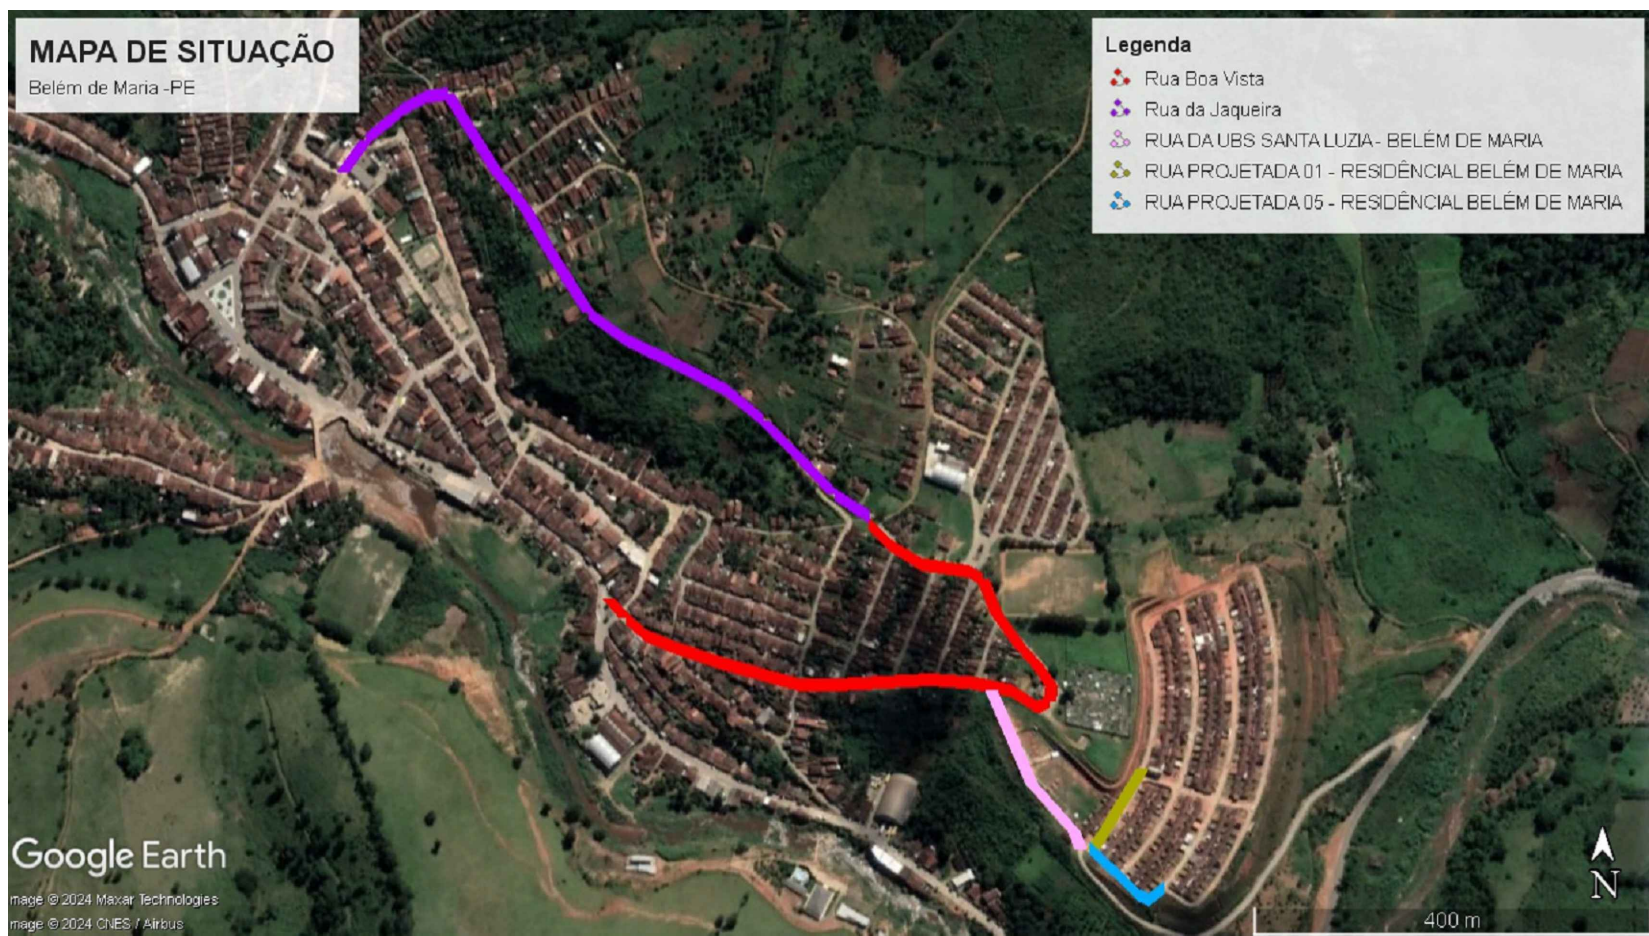 MAPA DE SITUAÇÃO
Belém de Maria -PE
Legenda
Rua Boa Vista
Rua da Jaqueira
RUA DA UBS SANTA LUZIA- BELÉM DE MARIA
RUA PROJETADA 01 - RESIDÊNCIAL BELÉM DE MARIA
RUA PROJETADA 05 - RESIDÊNCIAL BELÉM DE MARIA
Google Earth
mage © 2024 Maxar Technologies
mage © 2024 CNES / Airbus
N
400 m